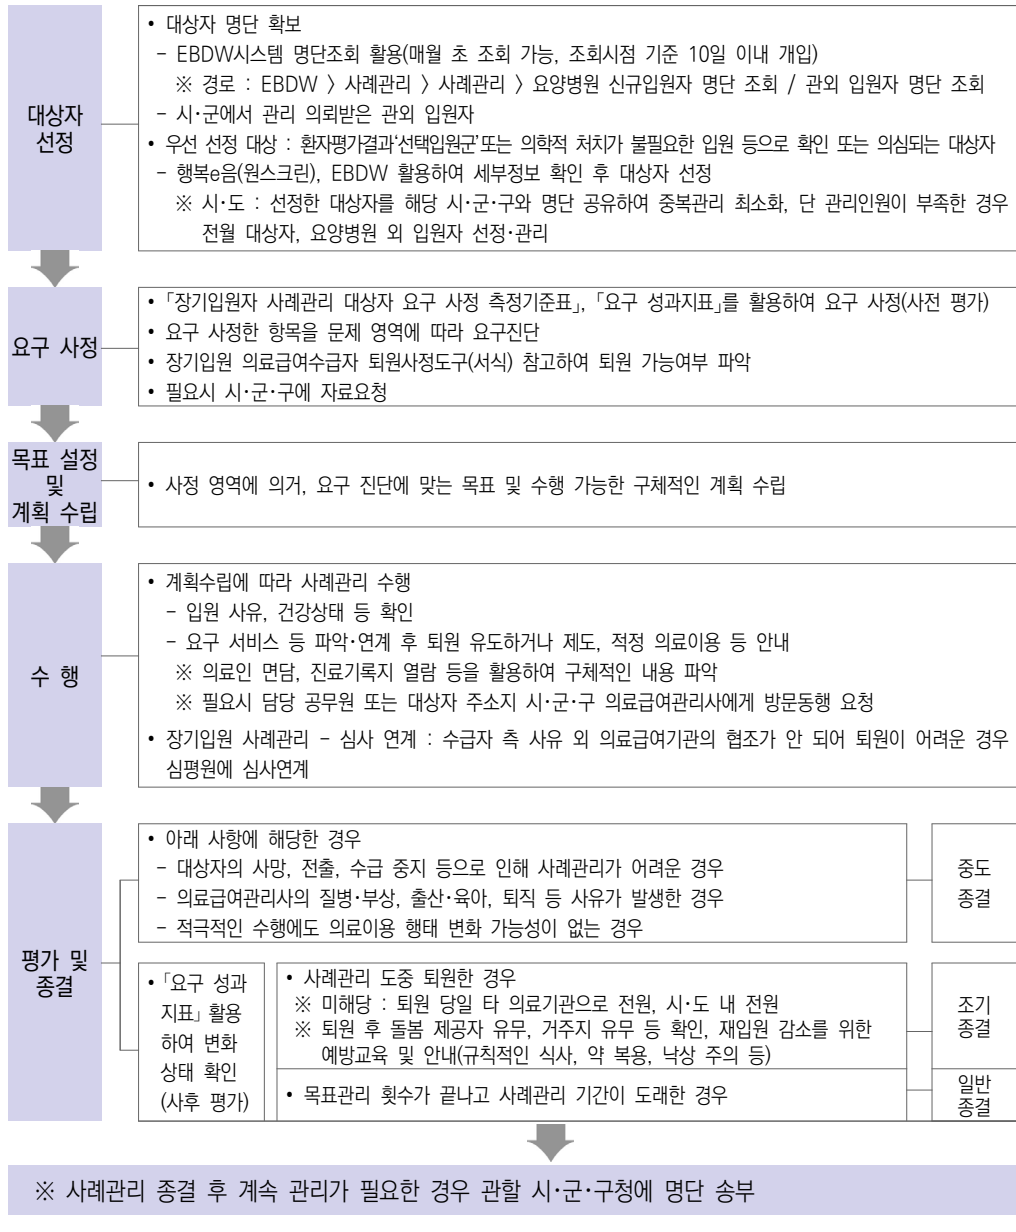 대상자
선정
• 대상자 명단 확보
– EBDW시스템 명단조회 활용(매월 초 조회 가능, 조회시점 기준 10일 이내 개입)
※ 경로 : EBDW 〉 사례관리 〉 사례관리 〉 요양병원 신규입원자 명단 조회 / 관외 입원자 명단 조회
– 시·군에서 관리 의뢰받은 관외 입원자
• 우선 선정 대상 : 환자평가결과‘선택입원군’또는 의학적 처치가 불필요한 입원 등으로 확인 또는 의심되는 대상자
– 행복e음(원스크린), EBDW 활용하여 세부정보 확인 후 대상자 선정
※ 시·도 : 선정한 대상자를 해당 시·군·구와 명단 공유하여 중복관리 최소화, 단 관리인원이 부족한 경우
전월 대상자, 요양병원 외 입원자 선정·관리
요구 사정
• 「장기입원자 사례관리 대상자 요구 사정 측정기준표」, 「요구 성과지표」를 활용하여 요구 사정(사전 평가)
• 요구 사정한 항목을 문제 영역에 따라 요구진단
• 장기입원 의료급여수급자 퇴원사정도구(서식) 참고하여 퇴원 가능여부 파악
• 필요시 시·군·구에 자료요청
목표 설정
및
계획 수립
• 사정 영역에 의거, 요구 진단에 맞는 목표 및 수행 가능한 구체적인 계획 수립
수 행
• 계획수립에 따라 사례관리 수행
– 입원 사유, 건강상태 등 확인
– 요구 서비스 등 파악·연계 후 퇴원 유도하거나 제도, 적정 의료이용 등 안내
※ 의료인 면담, 진료기록지 열람 등을 활용하여 구체적인 내용 파악
※ 필요시 담당 공무원 또는 대상자 주소지 시·군·구 의료급여관리사에게 방문동행 요청
• 장기입원 사례관리 – 심사 연계 : 수급자 측 사유 외 의료급여기관의 협조가 안 되어 퇴원이 어려운 경우
심평원에 심사연계
평가 및
종결
• 아래 사항에 해당한 경우
– 대상자의 사망, 전출, 수급 중지 등으로 인해 사례관리가 어려운 경우
– 의료급여관리사의 질병·부상, 출산·육아, 퇴직 등 사유가 발생한 경우
– 적극적인 수행에도 의료이용 행태 변화 가능성이 없는 경우
중도
종결
• 「요구 성과
지표」 활용
하여 변화
상태 확인
(사후 평가)
• 사례관리 도중 퇴원한 경우
※ 미해당 : 퇴원 당일 타 의료기관으로 전원, 시·도 내 전원
※ 퇴원 후 돌봄 제공자 유무, 거주지 유무 등 확인, 재입원 감소를 위한
예방교육 및 안내(규칙적인 식사, 약 복용, 낙상 주의 등)
조기
종결
• 목표관리 횟수가 끝나고 사례관리 기간이 도래한 경우
일반
종결
※ 사례관리 종결 후 계속 관리가 필요한 경우 관할 시·군·구청에 명단 송부